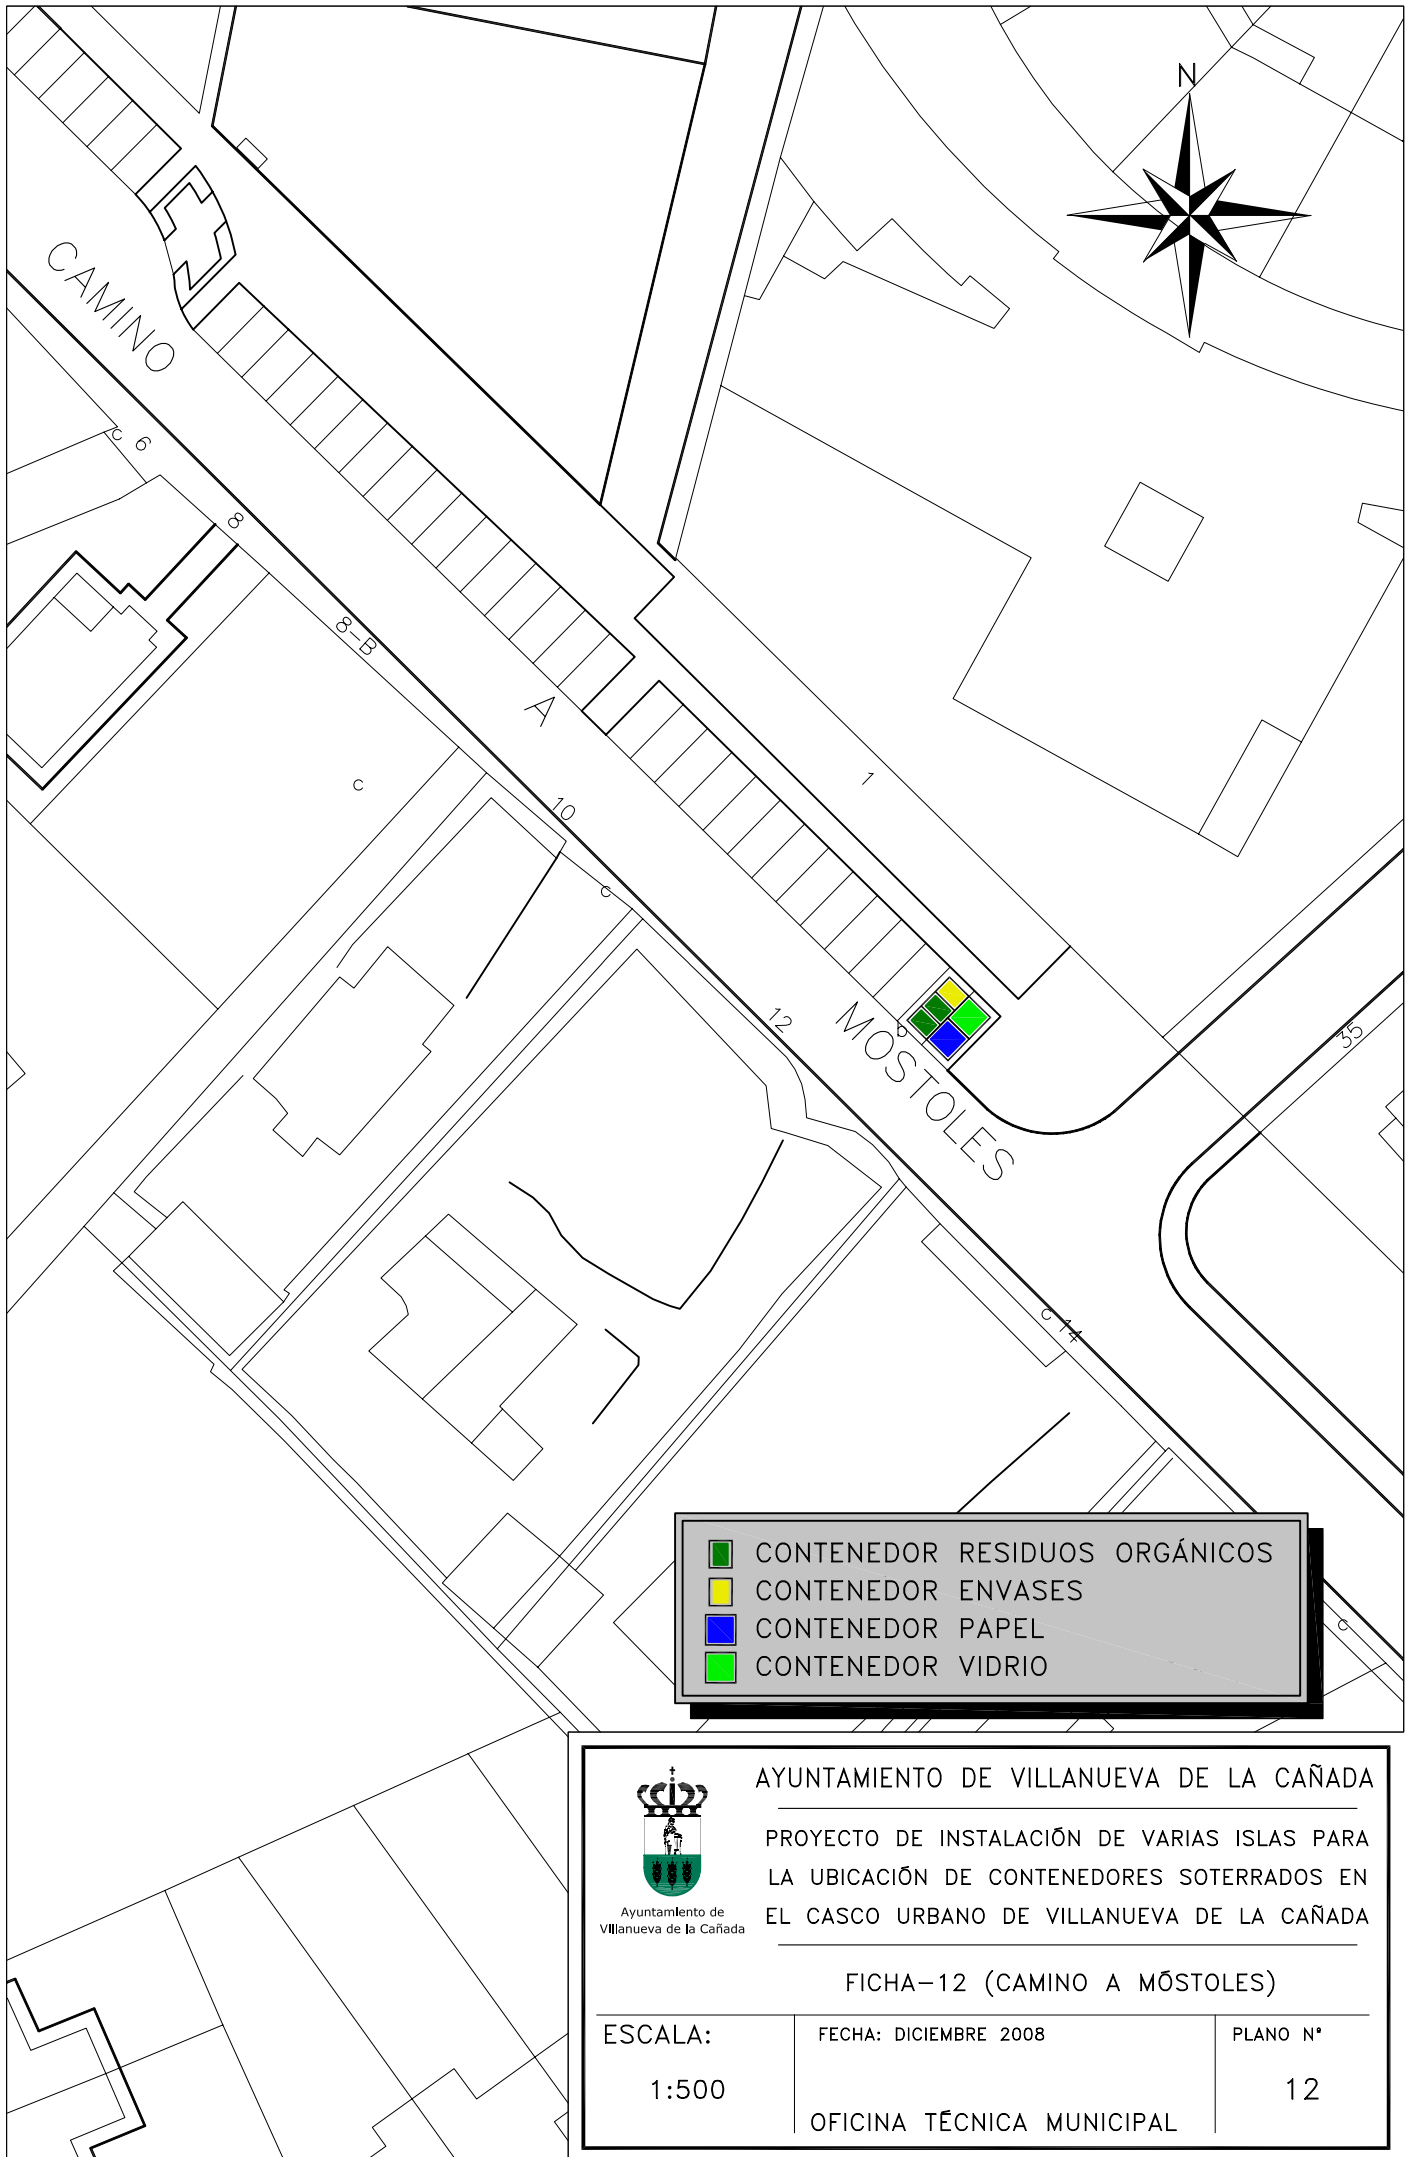 N
CAMINO
c 6
8
8-B
A
1
c
10
c
12
b
MÓSTOLES
35
c 14
c
CONTENEDOR RESIDUOS ORGÁNICOS
CONTENEDOR ENVASES
CONTENEDOR PAPEL
CONTENEDOR VIDRIO
AYUNTAMIENTO DE VILLANUEVA DE LA CAÑADA
PROYECTO DE INSTALACIÓN DE VARIAS ISLAS PARA
LA UBICACIÓN DE CONTENEDORES SOTERRADOS EN
EL CASCO URBANO DE VILLANUEVA DE LA CAÑADA
Ayuntamiento de
Villanueva de la Cañada
FICHA-12 (CAMINO A MÓSTOLES)
ESCALA:
1:500
FECHA: DICIEMBRE 2008
OFICINA TÉCNICA MUNICIPAL
PLANO Nº
12